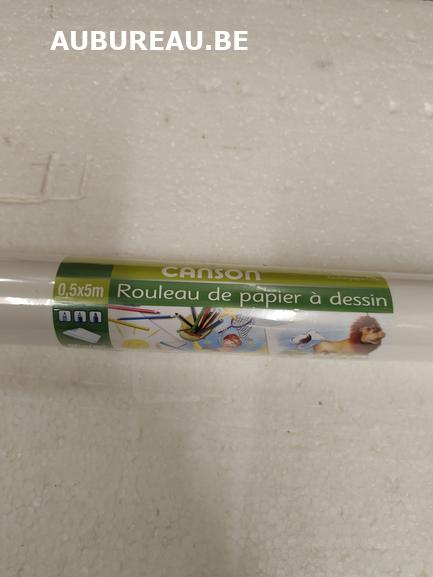 AUBUREAU.BE
CANSON
0,5x5m
Rouleau de papier à dessin